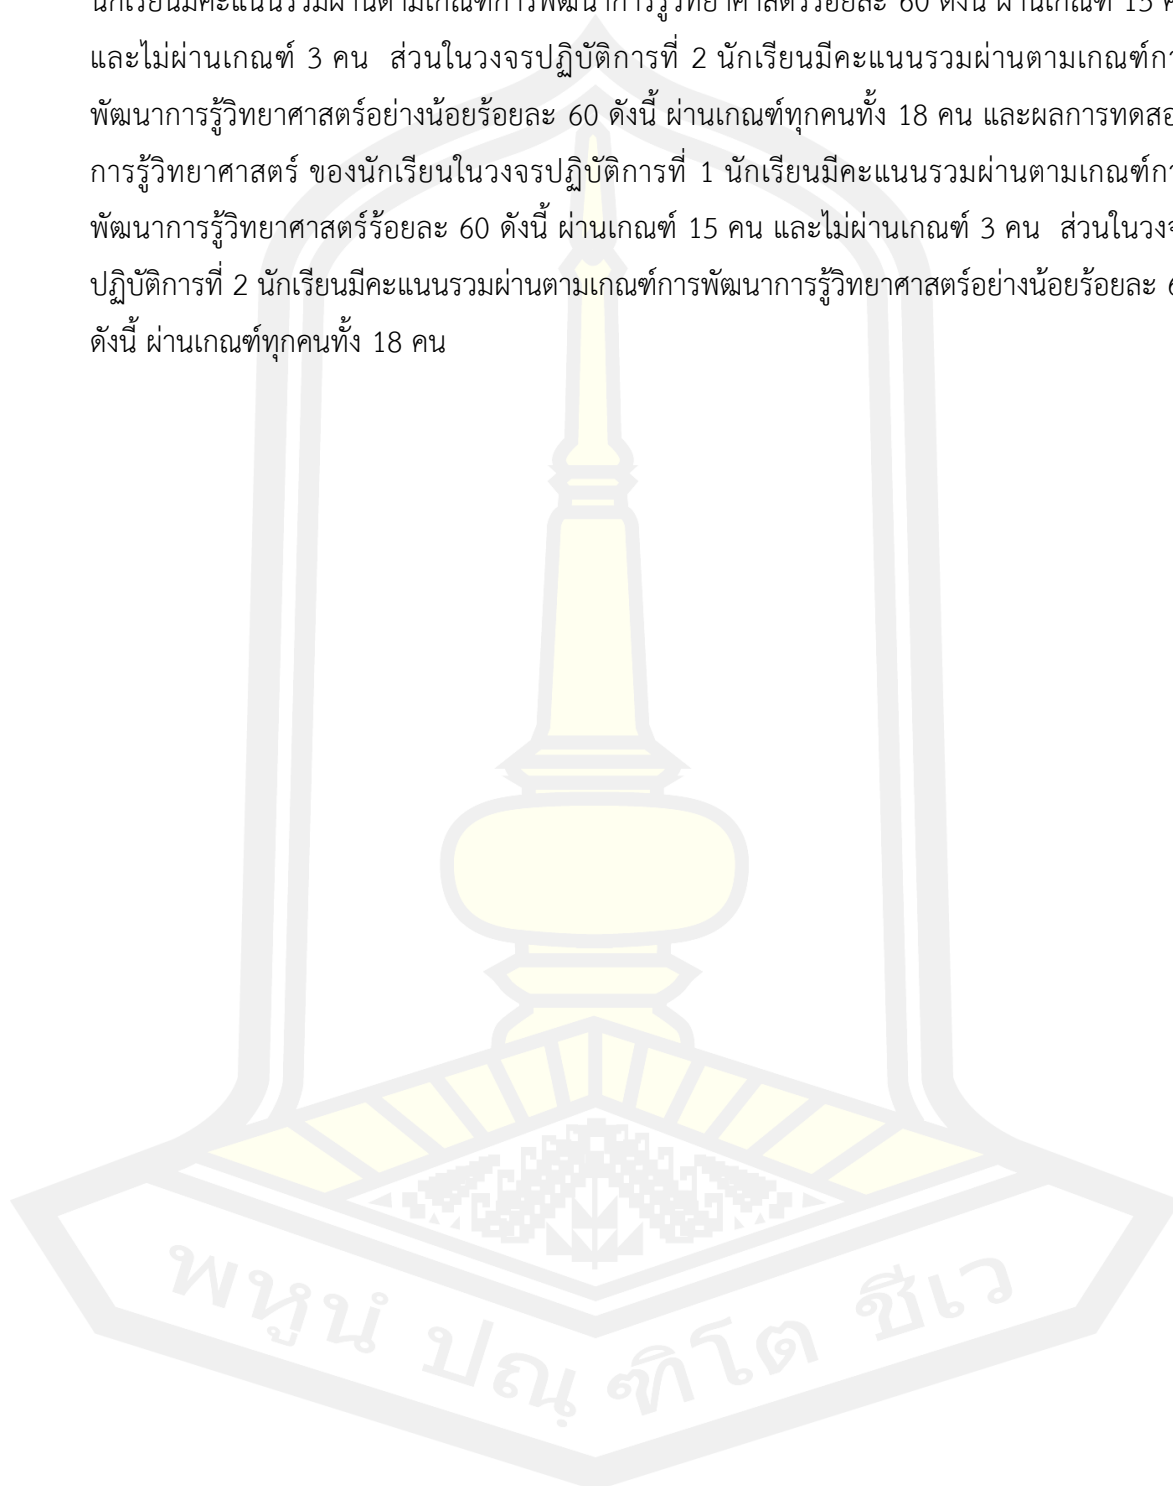 นักเรียนมีคะแนนรวมผ่านตามเกณฑ์การพัฒนาการรู้วิทยาศาสตร์ร้อยละ 60 ดังนี้ ผ่านเกณฑ์ 15
และไม่ผ่านเกณฑ์ 3 คน ส่วนในวงจรปฏิบัติการที่ 2 นักเรียนมีคะแนนรวมผ่านตามเกณฑ์กา
พัฒนาการรู้วิทยาศาสตร์อย่างน้อยร้อยละ 60 ดังนี้ ผ่านเกณฑ์ทุกคนทั้ง 18 คน และผลการทดสอ
การรู้วิทยาศาสตร์ ของนักเรียนในวงจรปฏิบัติการที่ 1 นักเรียนมีคะแนนรวมผ่านตามเกณฑ์กา
พัฒนาการรู้วิทยาศาสตร์ร้อยละ 60 ดังนี้ ผ่านเกณฑ์ 15 คน และไม่ผ่านเกณฑ์ 3 คน ส่วนในวงจ
ปฏิบัติการที่ 2 นักเรียนมีคะแนนรวมผ่านตามเกณฑ์การพัฒนาการรู้วิทยาศาสตร์อย่างน้อยร้อยละ
ดังนี้ ผ่านเกณฑ์ทุกคนทั้ง 18 คน
พหูนํ ปณฺฑิโต ชีเว